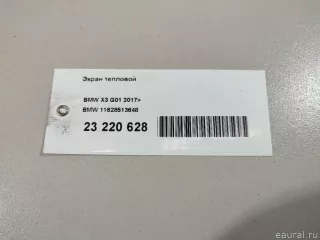 Экран тепловой
BMW X3 G01 2017>
BMW 11628513648
23 220 628
eaural.ru